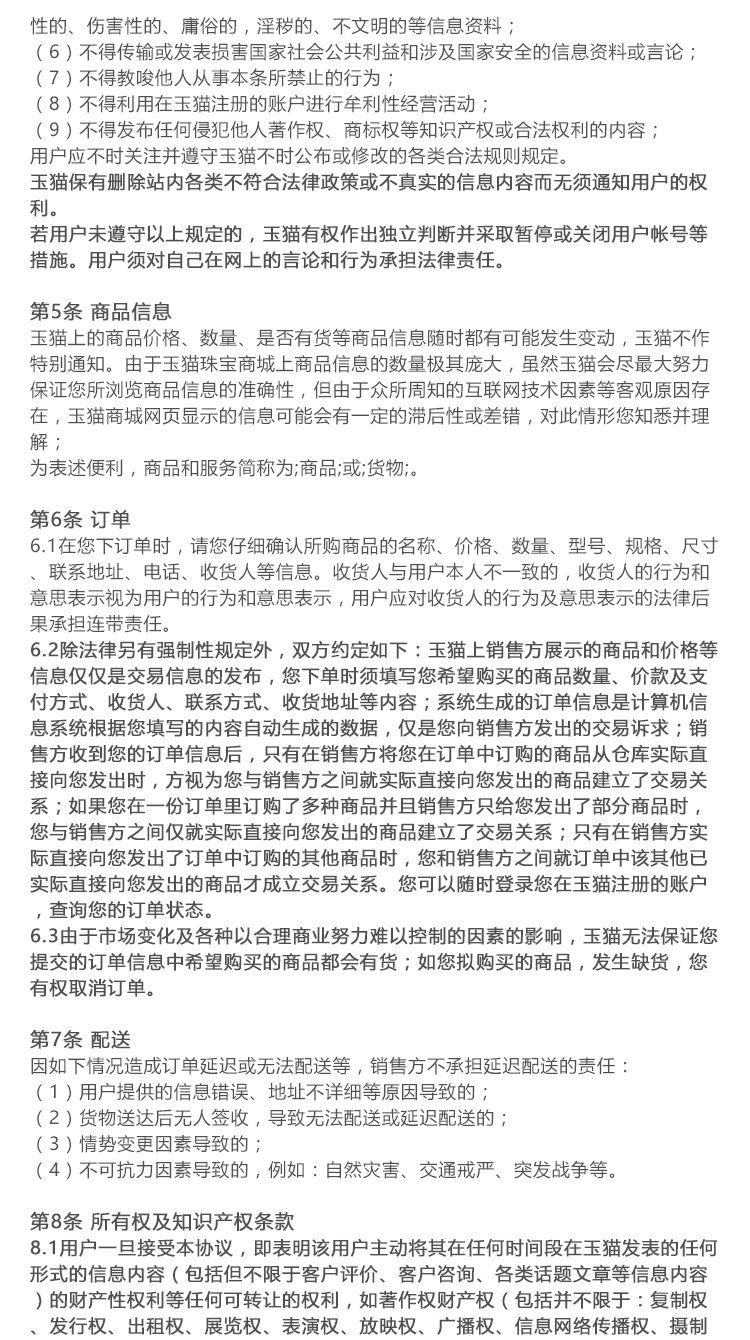 性的、伤害性的、庸俗的，淫秽的、不文明的等信息资料；
（6）不得传输或发表损害国家社会公共利益和涉及国家安全的信息资料或言论；
（7）不得教唆他人从事本条所禁止的行为；
（8）不得利用在玉猫注册的账户进行牟利性经营活动；
（9）不得发布任何侵犯他人著作权、商标权等知识产权或合法权利的内容；
用户应不时关注并遵守玉猫不时公布或修改的各类合法规则规定。
玉猫保有删除站内各类不符合法律政策或不真实的信息内容而无须通知用户的权
利。
若用户未遵守以上规定的，玉猫有权作出独立判断并采取暂停或关闭用户帐号等
措施。用户须对自己在网上的言论和行为承担法律责任。
第5条 商品信息
玉猫上的商品价格、数量、是否有货等商品信息随时都有可能发生变动，玉猫不作
特别通知。由于玉猫珠宝商城上商品信息的数量极其庞大，虽然玉猫会尽最大努力
保证您所浏览商品信息的准确性，但由于众所周知的互联网技术因素等客观原因存
在，玉猫商城网页显示的信息可能会有一定的滞后性或差错，对此情形您知悉并理
解；
为表述便利，商品和服务简称为;商品;或;货物;。
第6条 订单
6.1在您下订单时，请您仔细确认所购商品的名称、价格、数量、型号、规格、尺寸
、联系地址、电话、收货人等信息。收货人与用户本人不一致的，收货人的行为和
意思表示视为用户的行为和意思表示，用户应对收货人的行为及意思表示的法律后
果承担连带责任。
6.2除法律另有强制性规定外，双方约定如下：玉猫上销售方展示的商品和价格等
信息仅仅是交易信息的发布，您下单时须填写您希望购买的商品数量、价款及支
付方式、收货人、联系方式、收货地址等内容；系统生成的订单信息是计算机信
息系统根据您填写的内容自动生成的数据，仅是您向销售方发出的交易诉求；销
售方收到您的订单信息后，只有在销售方将您在订单中订购的商品从仓库实际直
接向您发出时，方视为您与销售方之间就实际直接向您发出的商品建立了交易关
系；如果您在一份订单里订购了多种商品并且销售方只给您发出了部分商品时，
您与销售方之间仅就实际直接向您发出的商品建立了交易关系；只有在销售方实
际直接向您发出了订单中订购的其他商品时，您和销售方之间就订单中该其他已
实际直接向您发出的商品才成立交易关系。您可以随时登录您在玉猫注册的账户
，查询您的订单状态。
6.3由于市场变化及各种以合理商业努力难以控制的因素的影响，玉猫无法保证您
提交的订单信息中希望购买的商品都会有货；如您拟购买的商品，发生缺货，您
有权取消订单。
第7条 配送
因如下情况造成订单延迟或无法配送等，销售方不承担延迟配送的责任：
（1）用户提供的信息错误、地址不详细等原因导致的；
（2）货物送达后无人签收，导致无法配送或延迟配送的；
（3）情势变更因素导致的；
（4）不可抗力因素导致的，例如：自然灾害、交通戒严、突发战争等。
第8条 所有权及知识产权条款
8.1用户一旦接受本协议，即表明该用户主动将其在任何时间段在玉猫发表的任何
形式的信息内容（包括但不限于客户评价、客户咨询、各类话题文章等信息内容
）的财产性权利等任何可转让的权利，如著作权财产权（包括并不限于：复制权
、发行权、出租权、展览权、表演权、放映权、广播权、信息网络传播权、摄制